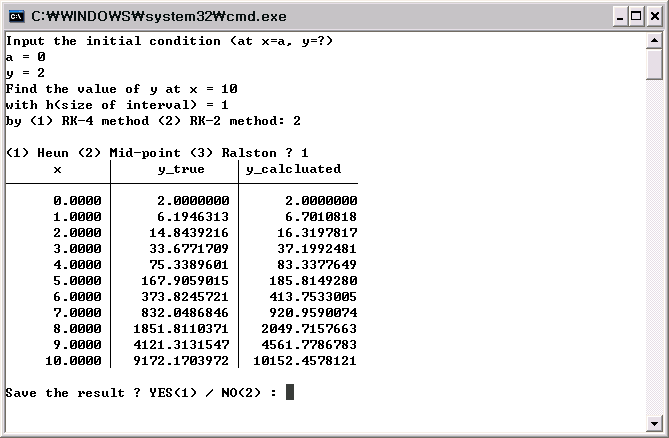 C:₩WINDOWS₩system32₩cmd.exe
Input the initial condition (at x=a, y=?)
a = 0
y = 2
Find the value of y at x = 10
with h(size of interval) = 1
by (1) RK-4 method (2) RK-2 method: 2
(1) Heun (2) Mid-point (3) Ralston ? 1
x y_true y_calcluated
0.0000 2.0000000 2.0000000
1.0000 6.1946313 6.7010818
2.0000 14.8439216 16.3197817
3.0000 33.6771709 37.1992481
4.0000 75.3389601 83.3377649
5.0000 167.9059015 185.8149280
6.0000 373.8245721 413.7533005
7.0000 832.0486846 920.9590074
8.0000 1851.8110371 2049.7157663
9.0000 4121.3131547 4561.7786783
10.0000 9172.1703972 10152.4578121
Save the result ? YES(1) / NO(2) :